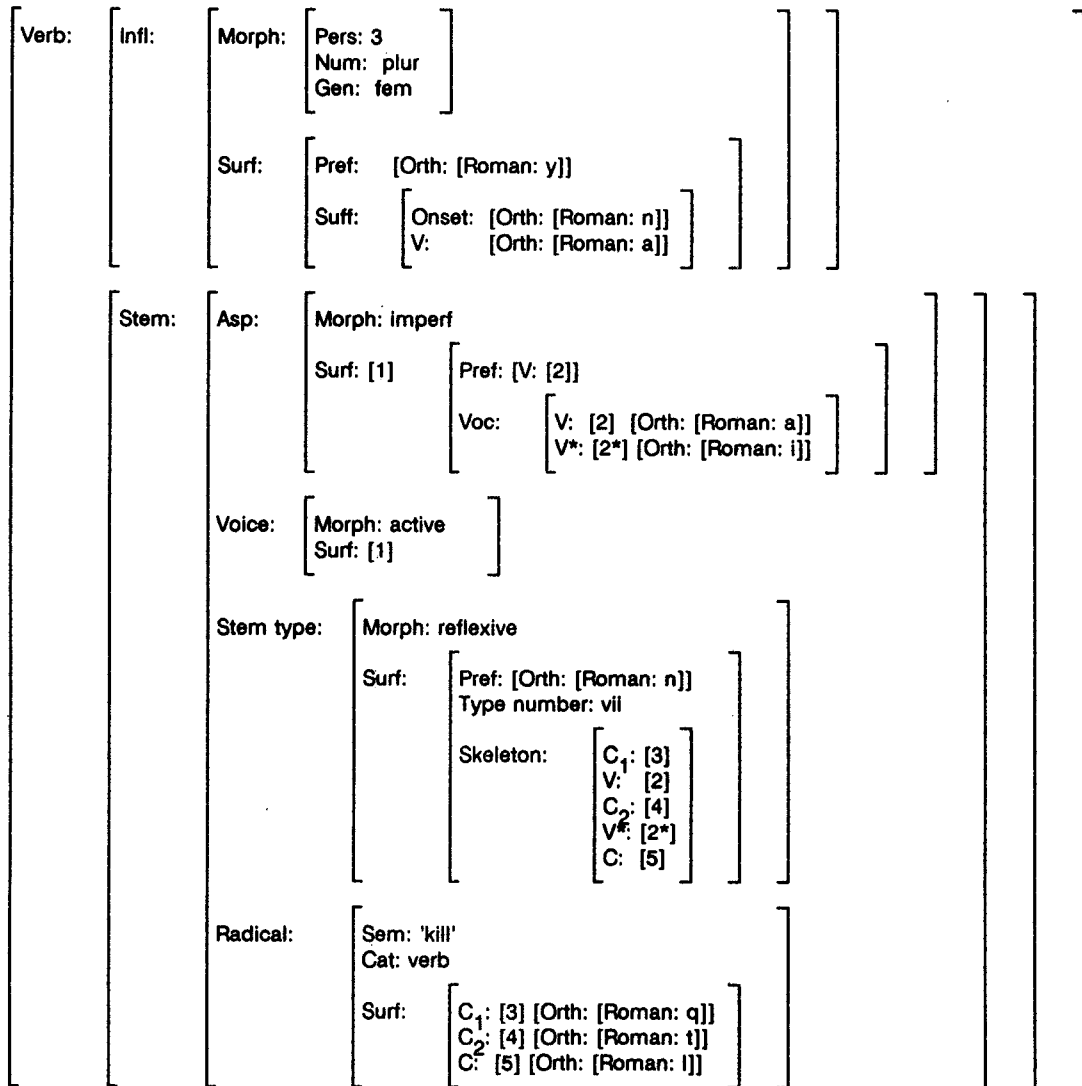 Verb: Infl: Morph: Pers: 3
Num: plur
Gen: fem
Surf: Pref: [Orth: [Roman: y]]
Suff: Onset: [Orth: [Roman: n]]
V: [Orth: [Roman: a]]
Stem: Asp: Morph: imperf
Surf: [1] Pref: [V: [2]]
Voc: V: [2] [Orth: [Roman: a]]
V*: [2*] [Orth: [Roman: i]]
Voice: Morph: active
Surf: [1]
Stem type: Morph: reflexive
Surf: Pref: [Orth: [Roman: n]]
Type number: vii
Skeleton: C1: [3]
V: [2]
C2: [4]
V*: [2*]
C: [5]
Radical: Sem: 'kill'
Cat: verb
Surf: C1: [3] [Orth: [Roman: q]]
C2: [4] [Orth: [Roman: t]]
C: [5] [Orth: [Roman: l]]